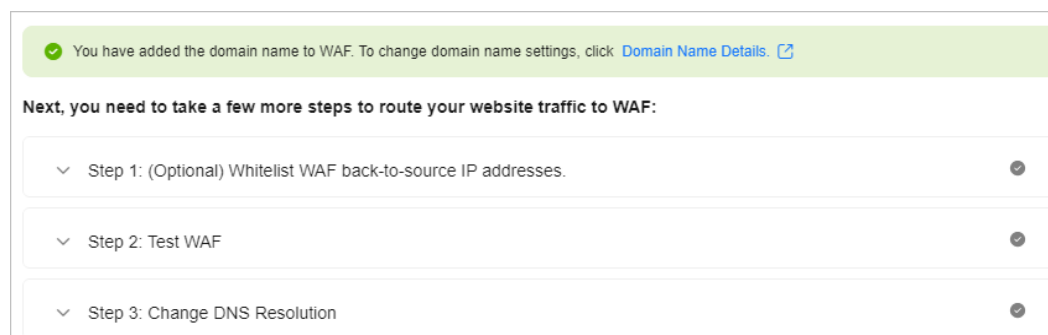 You have added the domain name to WAF. To change domain name settings, click Domain Name Details.
Next, you need to take a few more steps to route your website traffic to WAF:
Step 1: (Optional) Whitelist WAF back-to-source IP addresses.
Step 2: Test WAF
Step 3: Change DNS Resolution